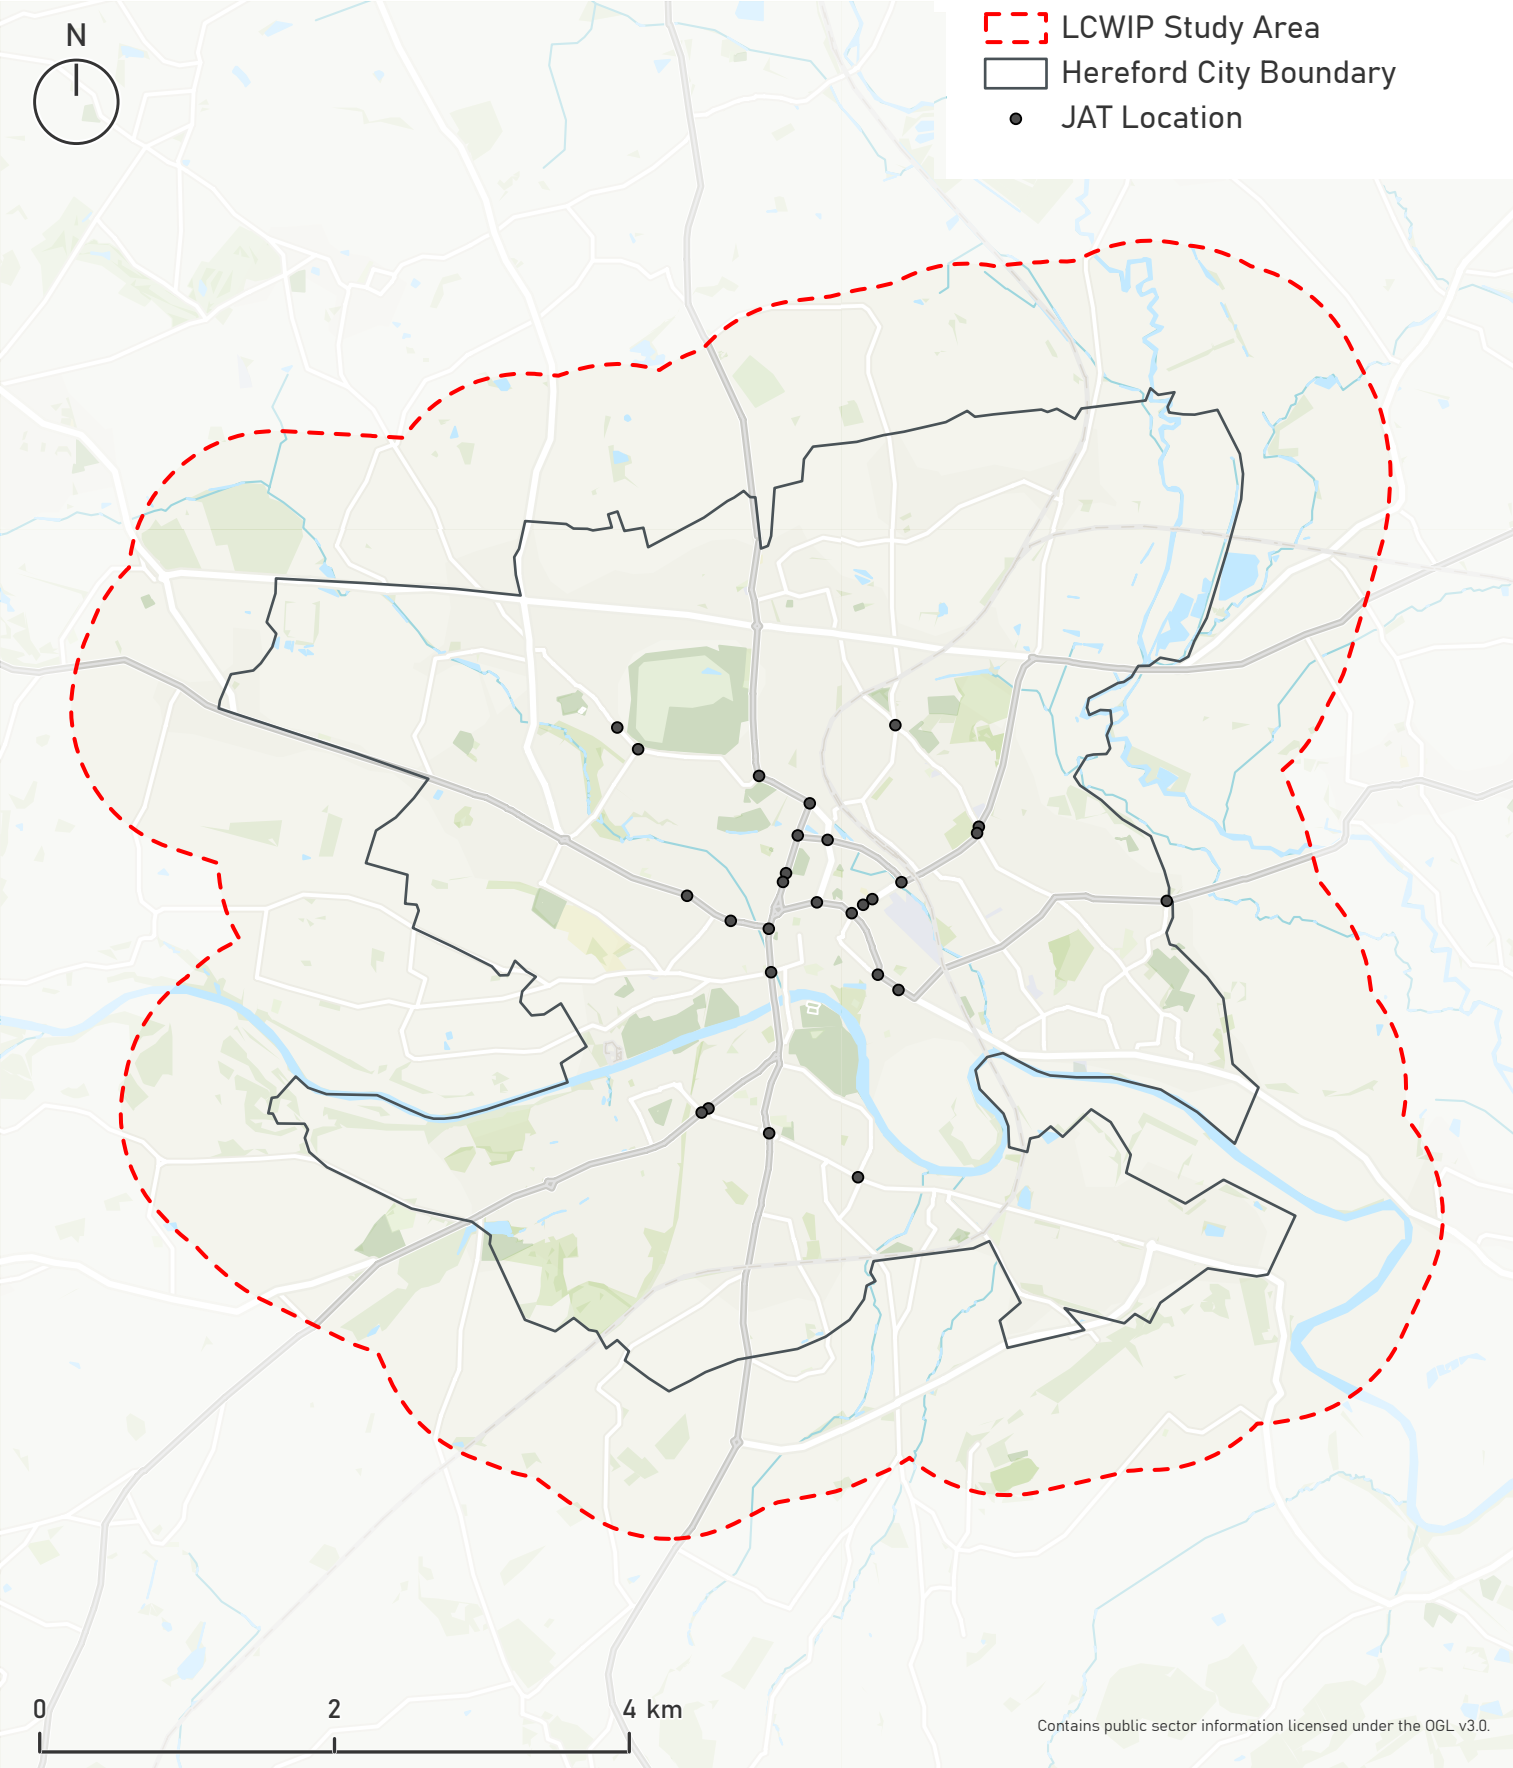 N
LCWIP Study Area
Hereford City Boundary
JAT Location
0 2 4 km
Contains public sector information licensed under the OGL v3.0.